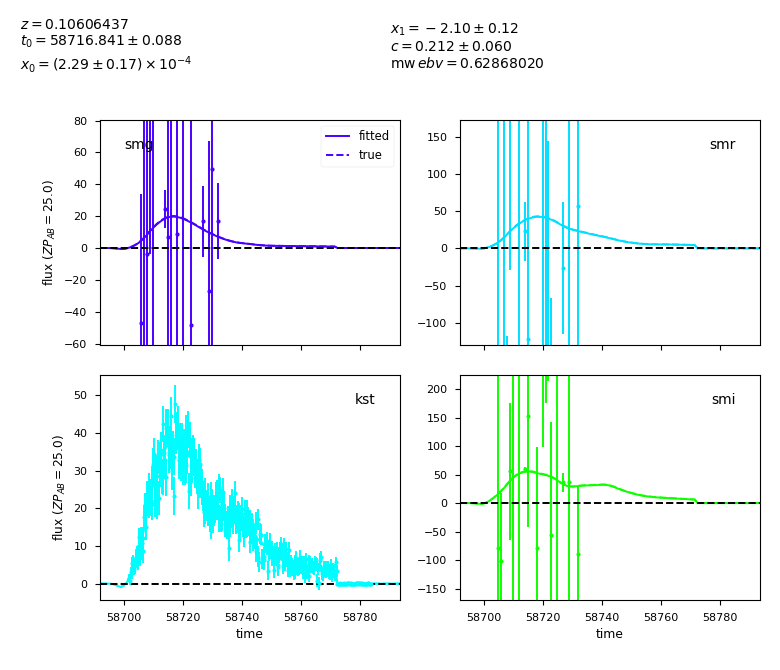 z = 0.10606437
t0 = 58716.841 ± 0.088
x0 = (2.29 ± 0.17) × 10^−4
x1 = −2.10 ± 0.12
c = 0.212 ± 0.060
mw ebv = 0.62868020
smg
fitted
true
80
60
40
20
0
−20
−40
−60
flux (ZP_AB = 25.0)
smr
150
100
50
0
−50
−100
kst
50
40
30
20
10
0
flux (ZP_AB = 25.0)
58700 58720 58740 58760 58780
time
smi
200
150
100
50
0
−50
−100
−150
58700 58720 58740 58760 58780
time